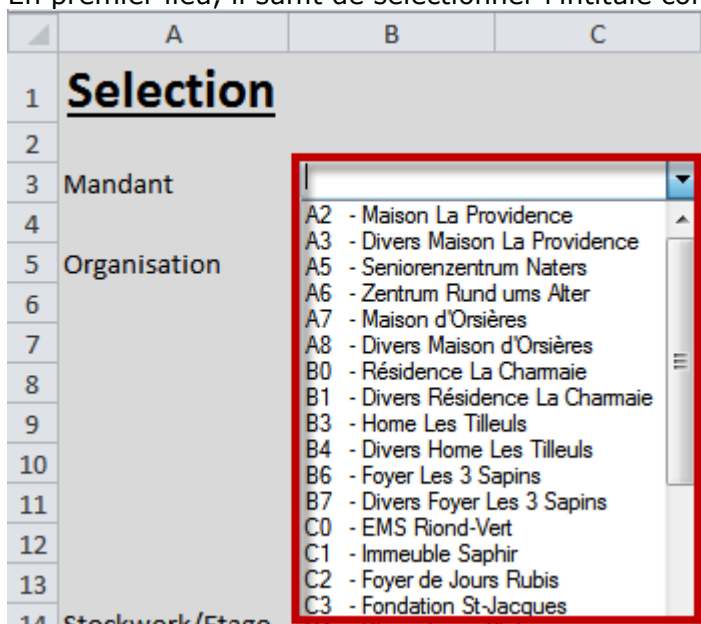 En premier lieu, il suffit de sélectionner l'intitulé
A B C
1 Selection
2
3 Mandant
4 A2 - Maison La Providence
A3 - Divers Maison La Providence
5 Organisation A5 - Seniorenzentrum Naters
6 A6 - Zentrum Rund ums Alter
A7 - Maison d'Orsières
7 A8 - Divers Maison d'Orsières
8 B0 - Résidence La Charmaie
B1 - Divers Résidence La Charmaie
9 B3 - Home Les Tilleuls
10 B4 - Divers Home Les Tilleuls
B6 - Foyer Les 3 Sapins
11 B7 - Divers Foyer Les 3 Sapins
12 C0 - EMS Riond-Vert
C1 - Immeuble Saphir
13 C2 - Foyer de Jours Rubis
14 Stockwerk/Etage C3 - Fondation St-Jacques